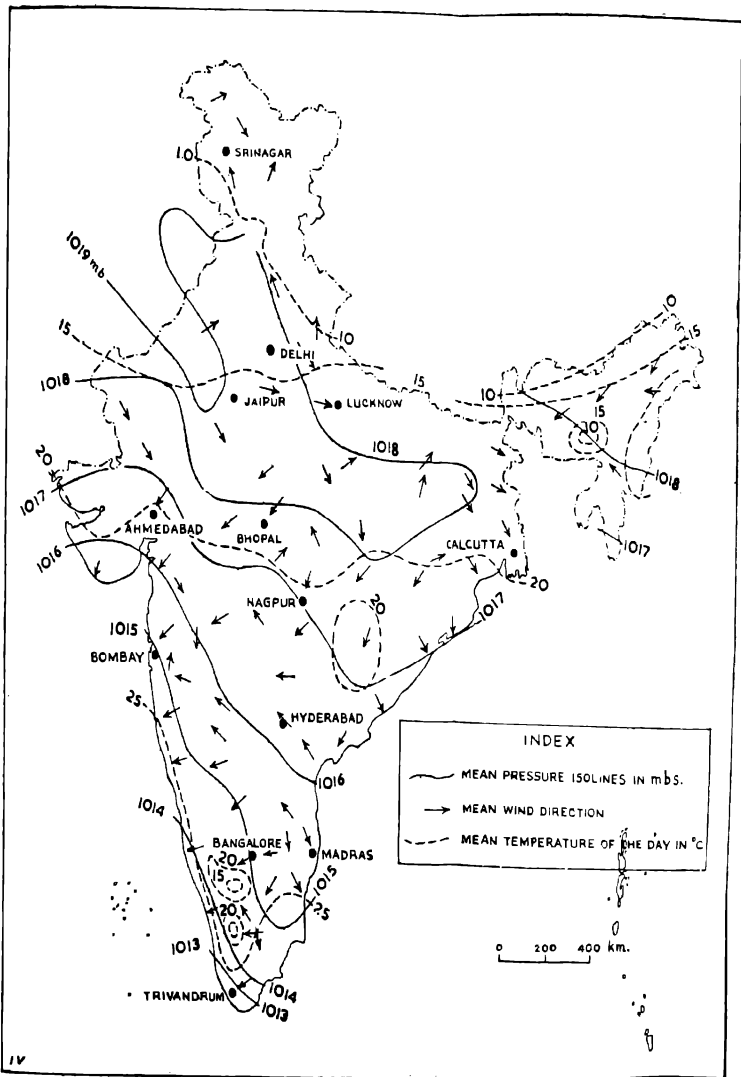 10
SRINAGAR
1019 mb
15
10
DELHI
10
15
1018
15
10
JAIPUR
LUCKNOW
15
10
1018
1018
20
1017
1017
AHMEDABAD
BHOPAL
CALCUTTA
1016
20
NAGPUR
20
1017
1015
BOMBAY
25
HYDERABAD
1016
INDEX
MEAN PRESSURE ISOLINES IN mbs.
MEAN WIND DIRECTION
MEAN TEMPERATURE OF THE DAY IN °C
1014
BANGALORE
MADRAS
20
15
1015
20
25
1013
0 200 400 km.
1014
TRIVANDRUM
1013
IV